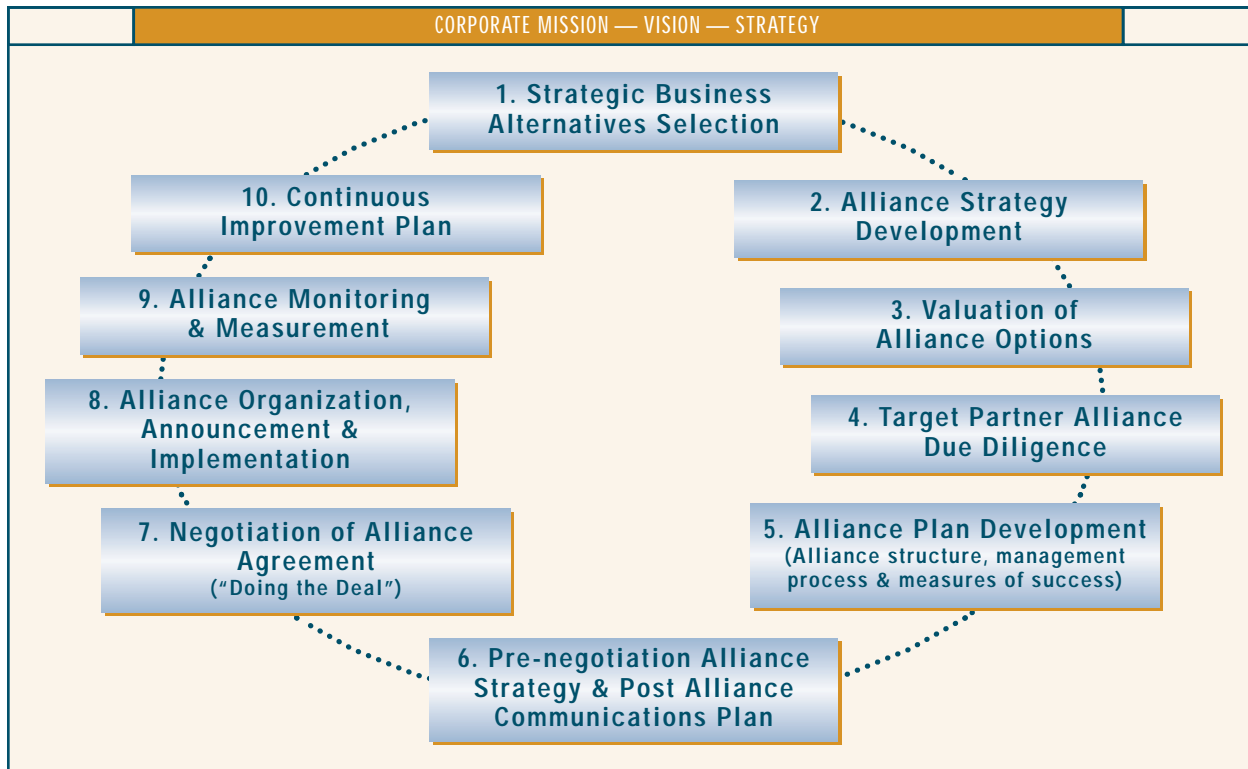 CORPORATE MISSION — VISION — STRATEGY
1. Strategic Business
Alternatives Selection
2. Alliance Strategy
Development
3. Valuation of
Alliance Options
4. Target Partner Alliance
Due Diligence
5. Alliance Plan Development
(Alliance structure, management
process & measures of success)
6. Pre-negotiation Alliance
Strategy & Post Alliance
Communications Plan
7. Negotiation of Alliance
Agreement
(“Doing the Deal”)
8. Alliance Organization,
Announcement &
Implementation
9. Alliance Monitoring
& Measurement
10. Continuous
Improvement Plan